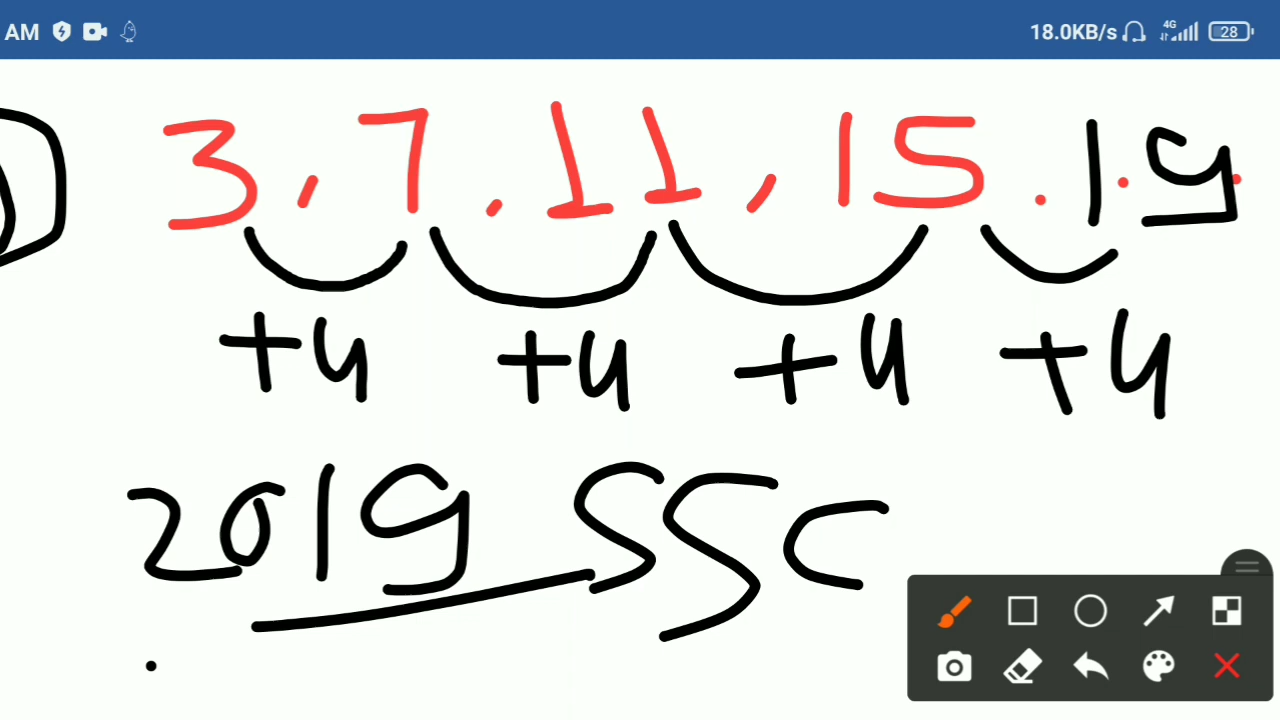 AM 18.0KB/s 4G 28
3, 7, 11, 15 . 19
+4 +4 +4 +4
2019 SSC